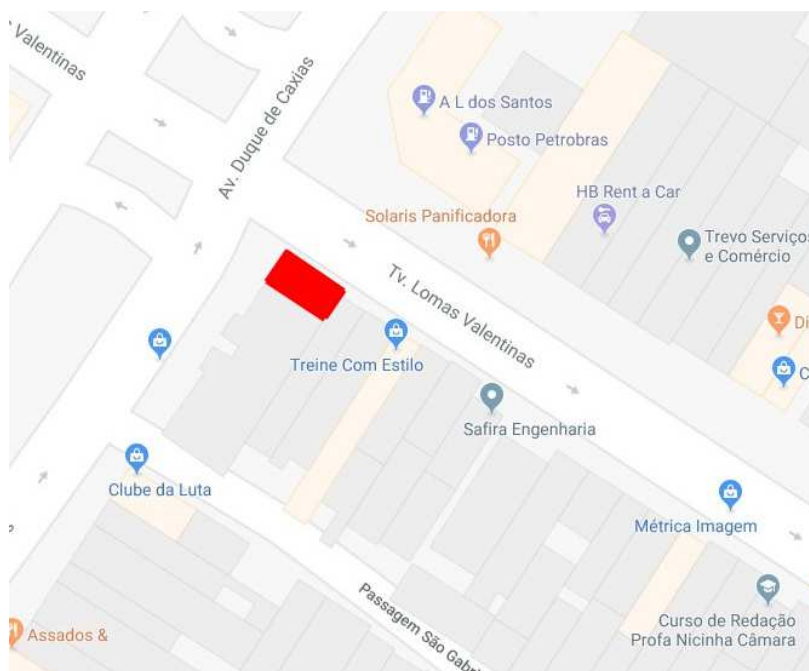 Valentinas
Av. Duque de Caxias
A L dos Santos
Posto Petrobras
HB Rent a Car
Solaris Panificadora
Trevo Serviços
e Comércio
Tv. Lomas Valentinas
Di
Treine Com Estilo
C
Safira Engenharia
Clube da Luta
Métrica Imagem
Passagem São Gabri
Curso de Redação
Profa Nicinha Câmara
Assados &